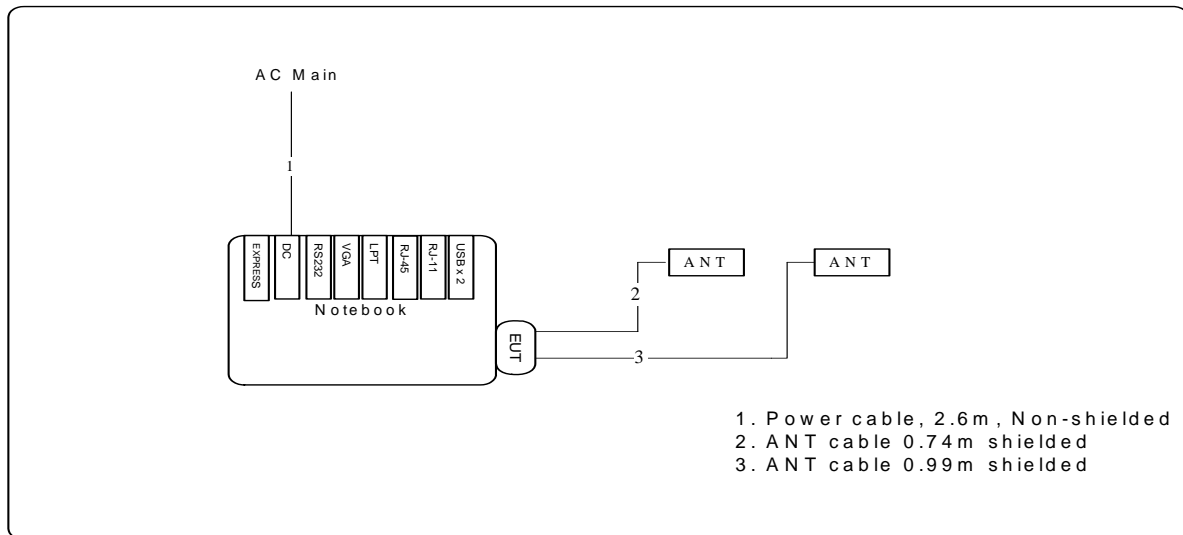 AC Main
1
EXPRESS
DC
RS232
VGA
LPT
RJ-45
RJ-11
USB x 2
Notebook
EUT
ANT
ANT
2
3
1. Power cable, 2.6m, Non-shielded
2. ANT cable 0.74m shielded
3. ANT cable 0.99m shielded